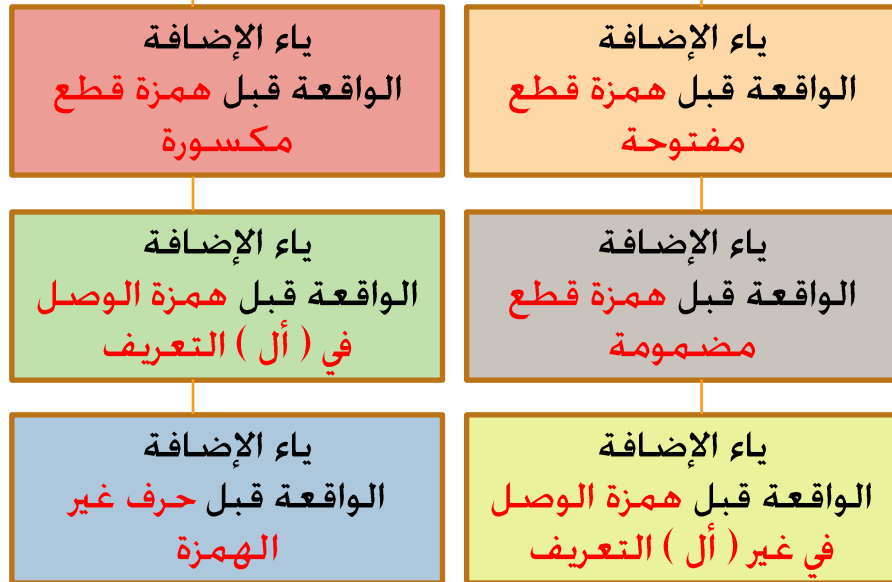 ياء الإضافة
الواقعة قبل همزة قطع
مفتوحة
ياء الإضافة
الواقعة قبل همزة قطع
مكسورة
ياء الإضافة
الواقعة قبل همزة قطع
مضمومة
ياء الإضافة
الواقعة قبل همزة الوصل
في ( أل ) التعريف
ياء الإضافة
الواقعة قبل همزة الوصل
في غير ( أل ) التعريف
ياء الإضافة
الواقعة قبل حرف غير
الهمزة